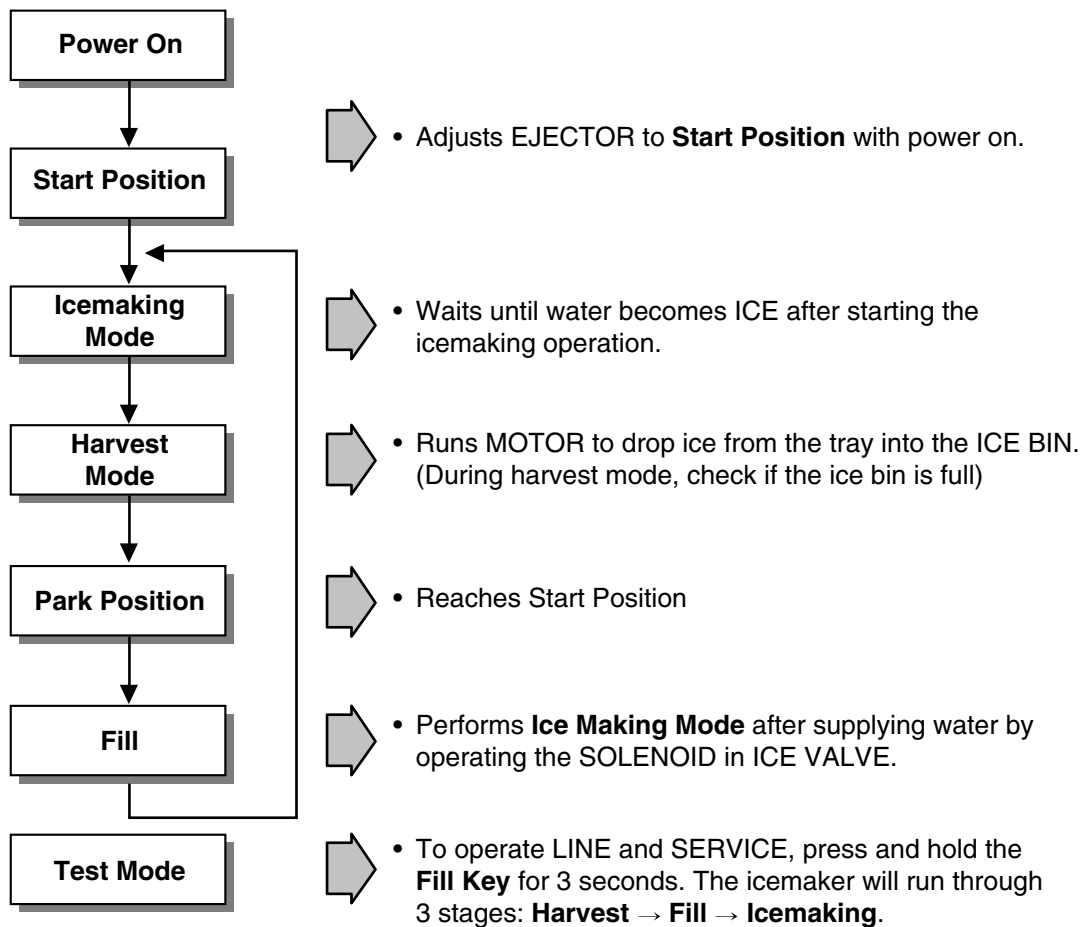 Power On
• Adjusts EJECTOR to Start Position with power on.
Start Position
Icemaking
Mode
• Waits until water becomes ICE after starting the
icemaking operation.
Harvest
Mode
• Runs MOTOR to drop ice from the tray into the ICE BIN.
(During harvest mode, check if the ice bin is full)
Park Position
• Reaches Start Position
Fill
• Performs Ice Making Mode after supplying water by
operating the SOLENOID in ICE VALVE.
Test Mode
• To operate LINE and SERVICE, press and hold the
Fill Key for 3 seconds. The icemaker will run through
3 stages: Harvest → Fill → Icemaking.